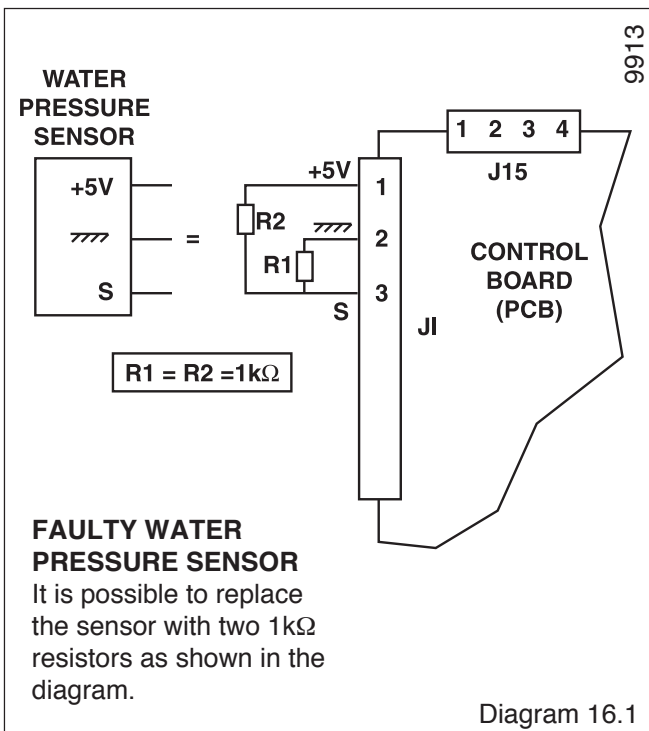 9913
WATER
PRESSURE
SENSOR
+5V
=
S
+5V
R2
R1
S
1
2
3
JI
1 2 3 4
J15
CONTROL
BOARD
(PCB)
R1 = R2 =1kΩ
FAULTY WATER
PRESSURE SENSOR
It is possible to replace
the sensor with two 1kΩ
resistors as shown in the
diagram.
Diagram 16.1